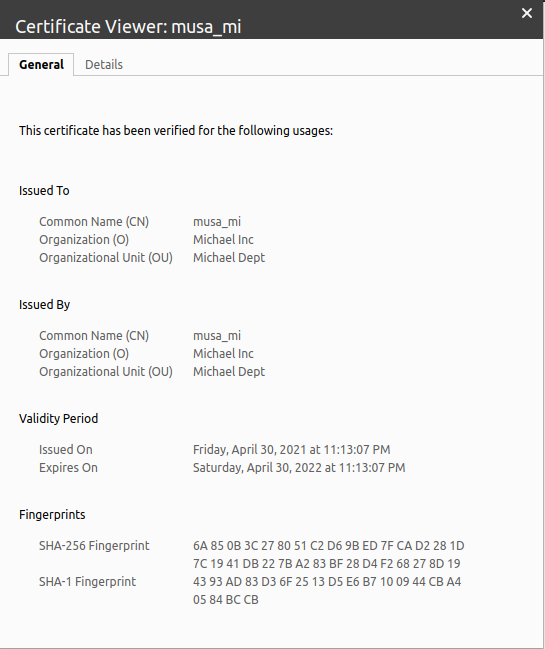 Certificate Viewer: musa_mi
General Details
This certificate has been verified for the following usages:
Issued To
Common Name (CN) musa_mi
Organization (O) Michael Inc
Organizational Unit (OU) Michael Dept
Issued By
Common Name (CN) musa_mi
Organization (O) Michael Inc
Organizational Unit (OU) Michael Dept
Validity Period
Issued On Friday, April 30, 2021 at 11:13:07 PM
Expires On Saturday, April 30, 2022 at 11:13:07 PM
Fingerprints
SHA-256 Fingerprint 6A 85 0B 3C 27 80 51 C2 D6 9B ED 7F CA D2 28 1D
7C 19 41 DB 22 7B A2 83 BF 28 D4 F2 68 27 8D 19
SHA-1 Fingerprint 43 93 AD 83 D3 6F 25 13 D5 E6 B7 10 09 44 CB A4
05 84 BC CB